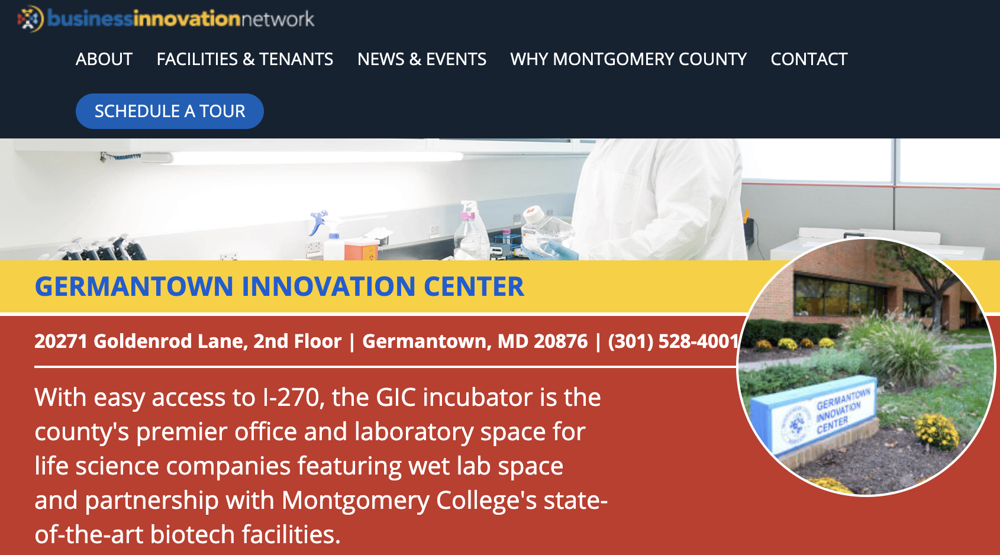 businessinnovationnetwork
ABOUT FACILITIES & TENANTS NEWS & EVENTS WHY MONTGOMERY COUNTY CONTACT
SCHEDULE A TOUR
GERMANTOWN INNOVATION CENTER
20271 Goldenrod Lane, 2nd Floor | Germantown, MD 20876 | (301) 528-4001
With easy access to I-270, the GIC incubator is the
county's premier office and laboratory space for
life science companies featuring wet lab space
and partnership with Montgomery College's state-
of-the-art biotech facilities.
GERMANTOWN
INNOVATION
CENTER